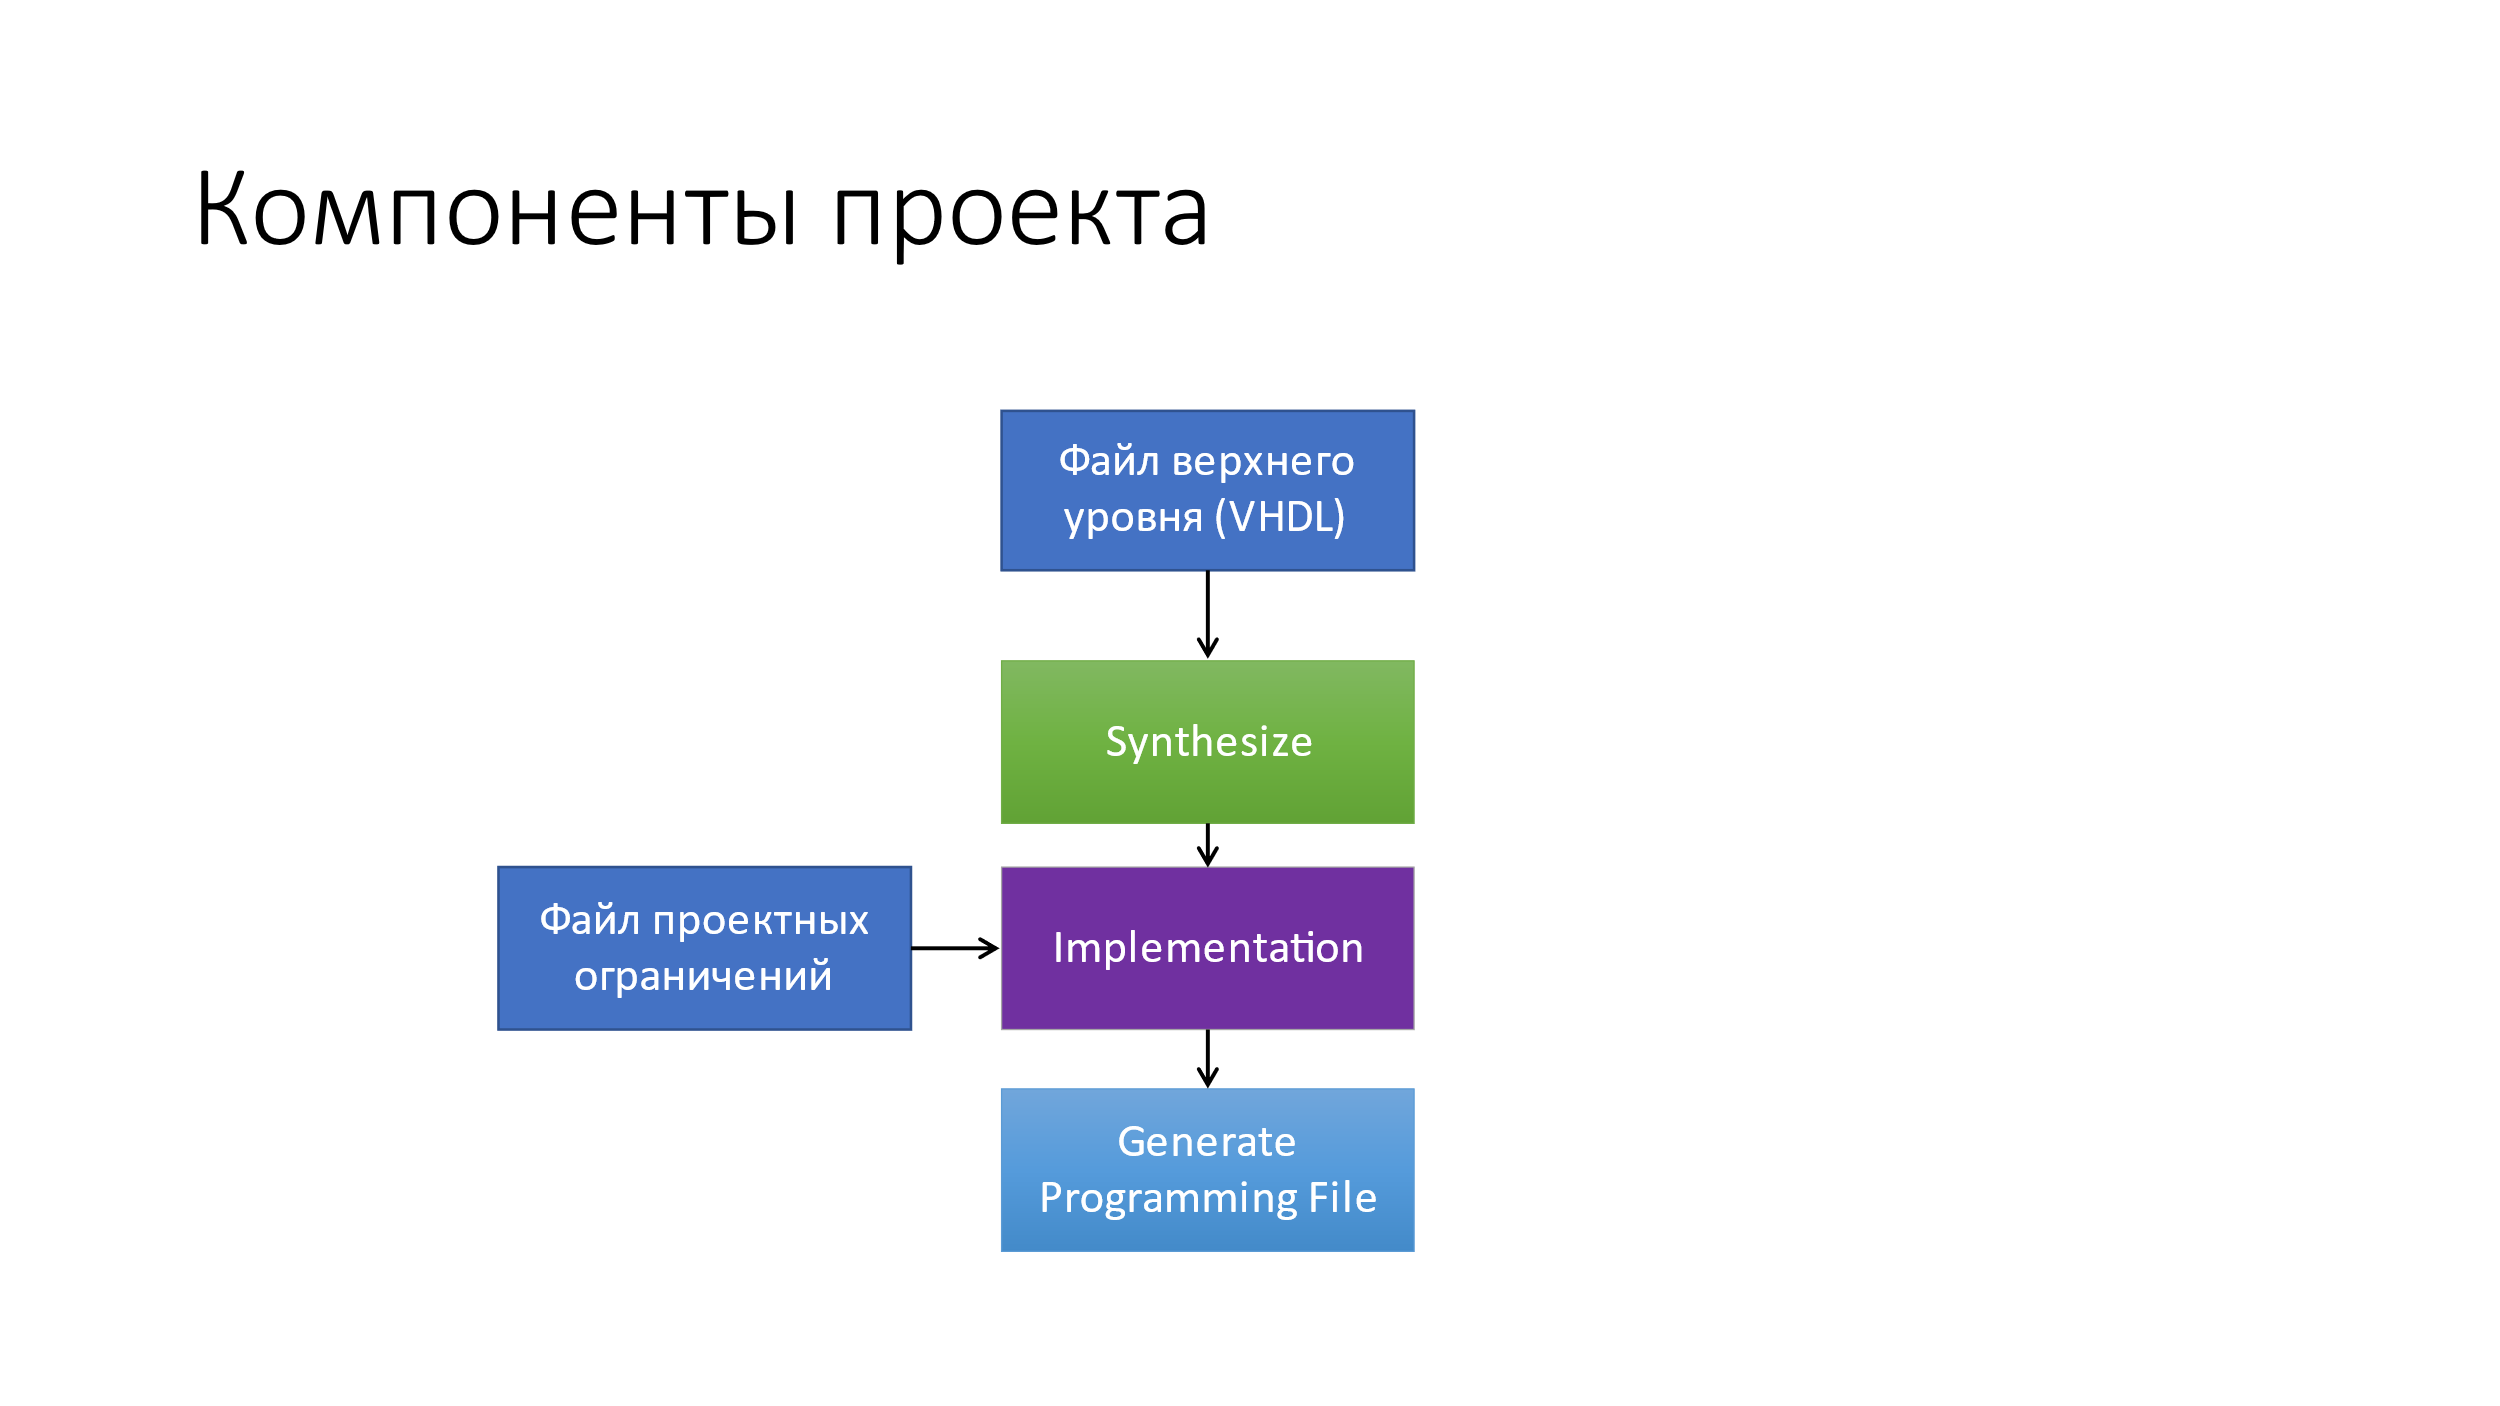 Компоненты проекта
Файл верхнего
уровня (VHDL)
Synthesize
Файл проектных
ограничений
Implementation
Generate
Programming File